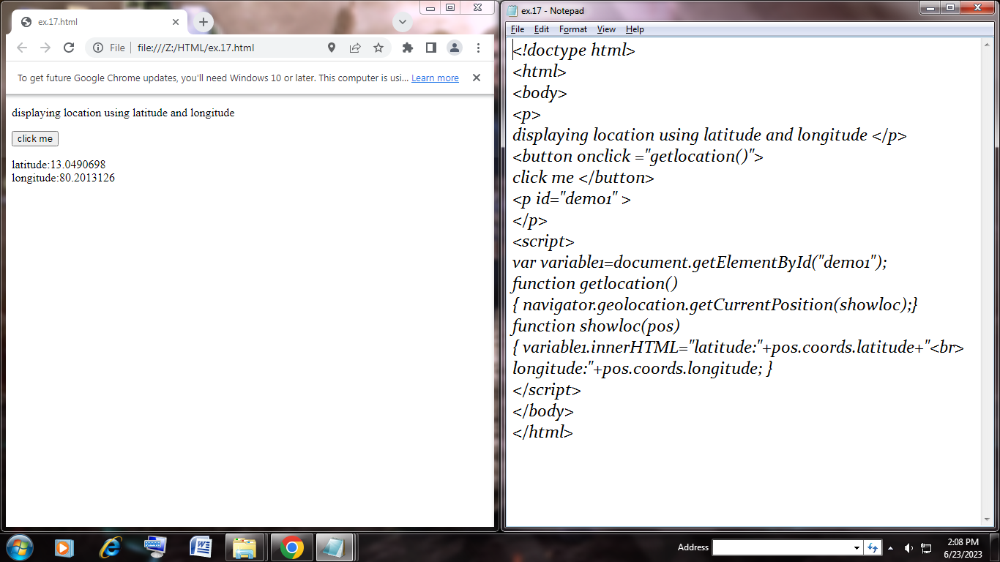 ex.17.html
File
file:///Z:/HTML/ex.17.html
To get future Google Chrome updates, you'll need Windows 10 or later. This computer is usi... Learn more
displaying location using latitude and longitude
click me
latitude:13.0490698
longitude:80.2013126
ex.17 - Notepad
File Edit Format View Help
<!doctype html>
<html>
<body>
<p>
displaying location using latitude and longitude </p>
<button onclick ="getlocation()">
click me </button>
<p id="demo1" >
</p>
<script>
var variable1=document.getElementById("demo1");
function getlocation()
{ navigator.geolocation.getCurrentPosition(showloc);}
function showloc(pos)
{ variable1.innerHTML="latitude:"+pos.coords.latitude+"<br>
longitude:"+pos.coords.longitude; }
</script>
</body>
</html>
Address
2:08 PM
6/23/2023